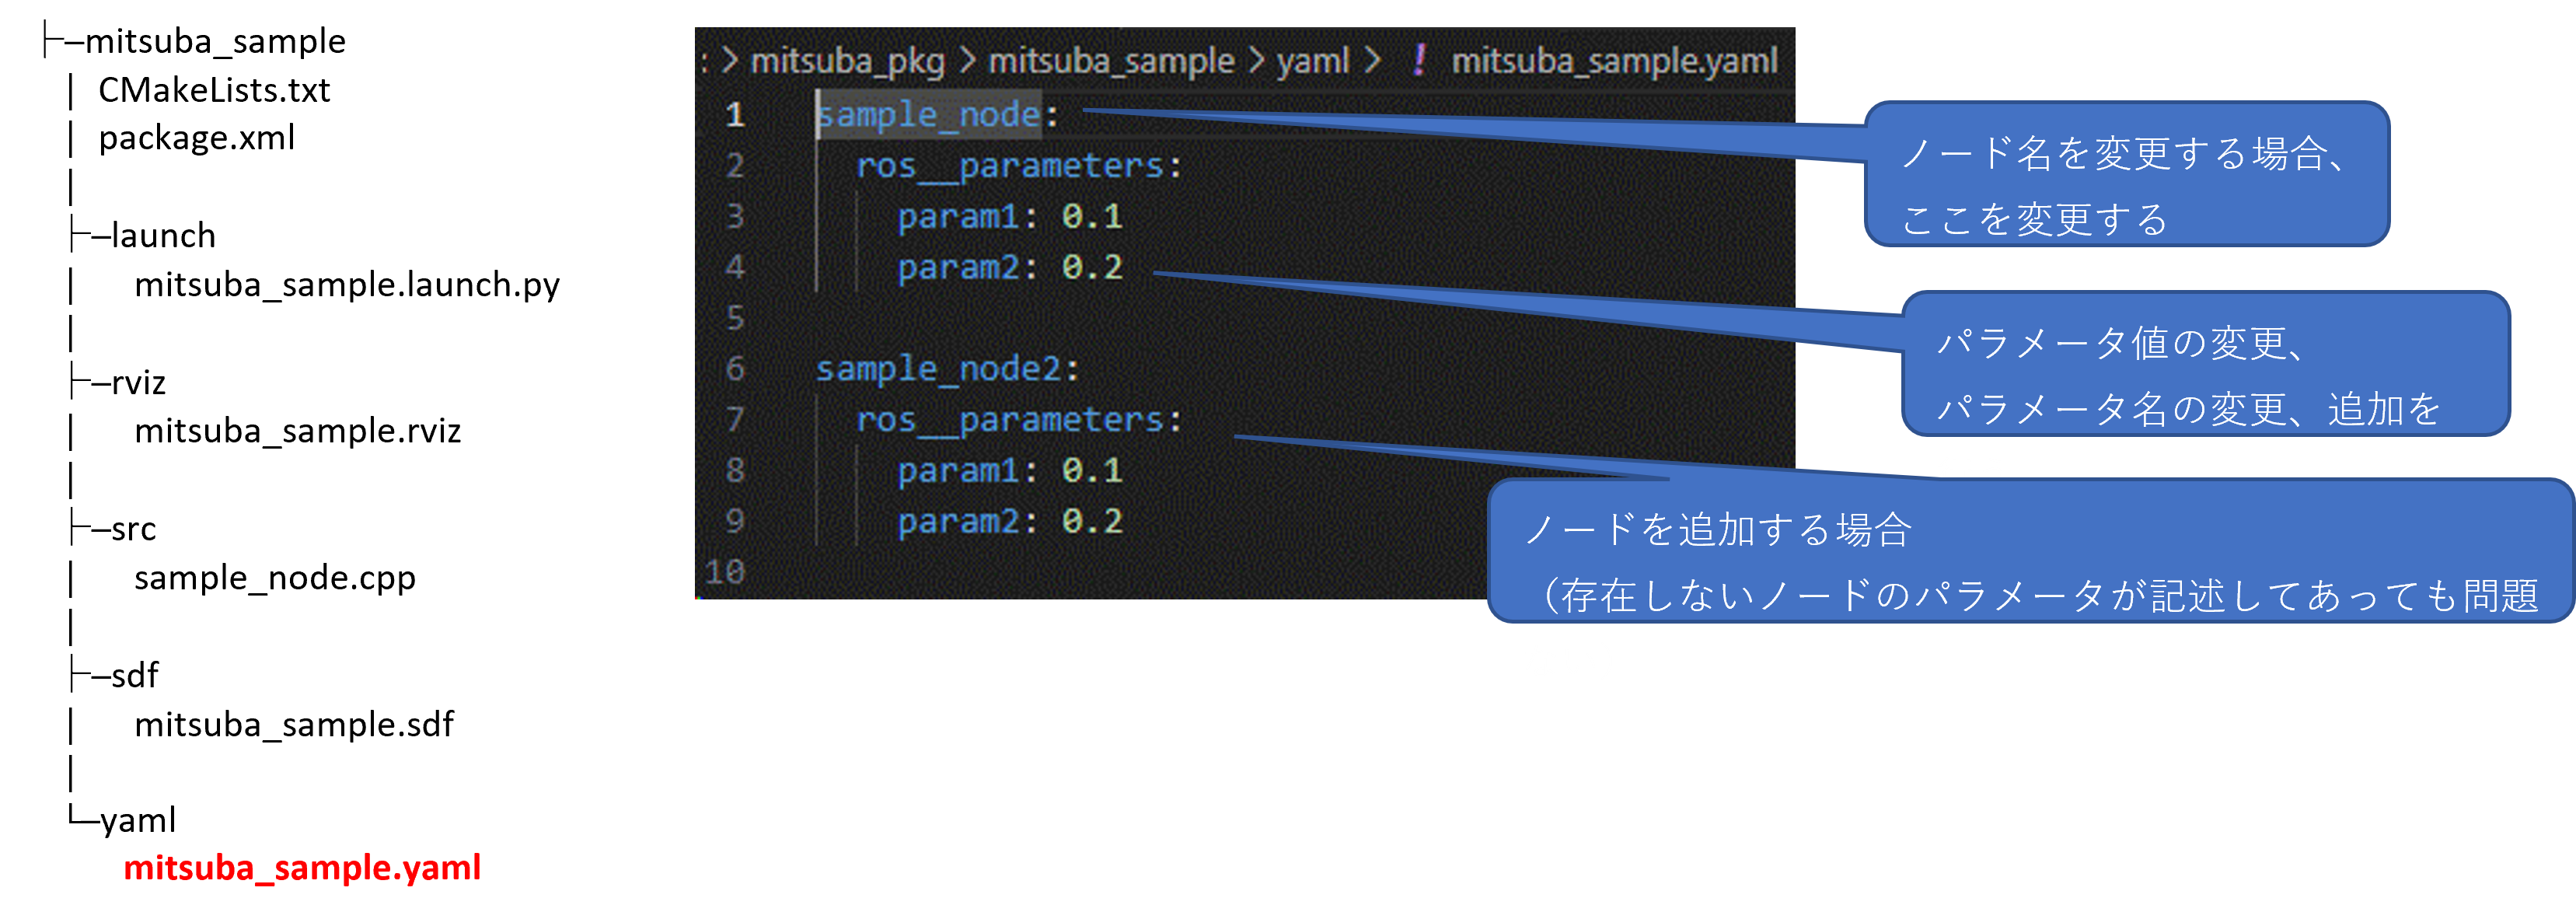 ├─mitsuba_sample
│ CMakeLists.txt
│ package.xml
│
├─launch
│ mitsuba_sample.launch.py
│
├─rviz
│ mitsuba_sample.rviz
│
├─src
│ sample_node.cpp
│
├─sdf
│ mitsuba_sample.sdf
│
└─yaml
mitsuba_sample.yaml
: > mitsuba_pkg > mitsuba_sample > yaml > ! mitsuba_sample.yaml
1 sample_node:
2 ros__parameters:
3 param1: 0.1
4 param2: 0.2
5
6 sample_node2:
7 ros__parameters:
8 param1: 0.1
9 param2: 0.2
10
ノード名を変更する場合、
ここを変更する
パラメータ値の変更、
パラメータ名の変更、追加を
ノードを追加する場合
（存在しないノードのパラメータが記述してあっても問題